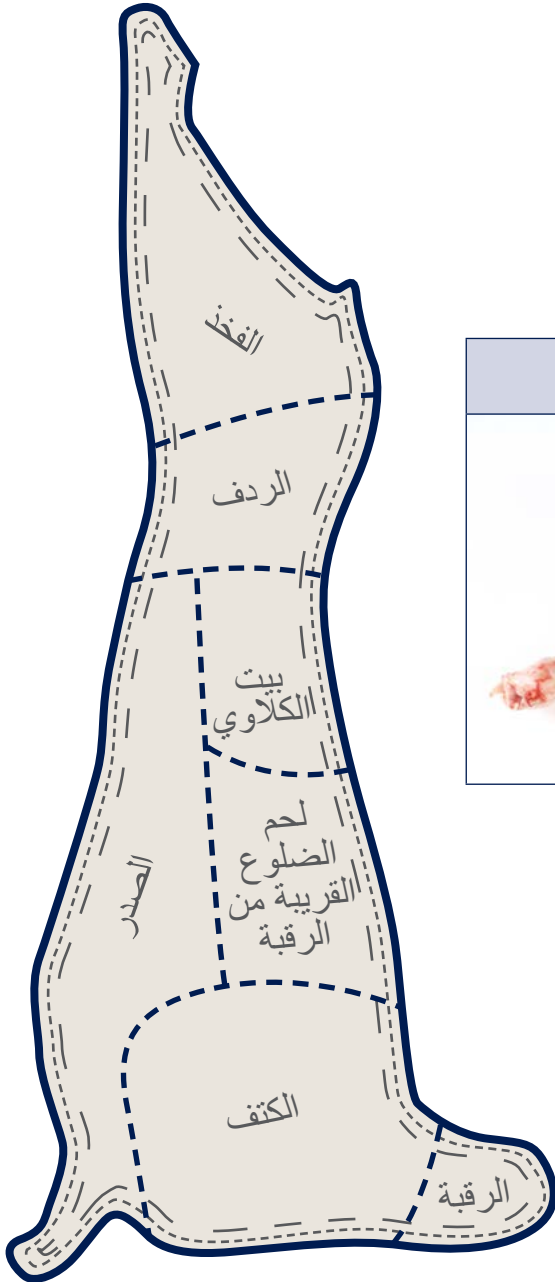 الفخذ
الردف
بيت
الكلاوي
لحم
الضلوع
القريبة من
الرقبة
الصدر
الكتف
الرقبة